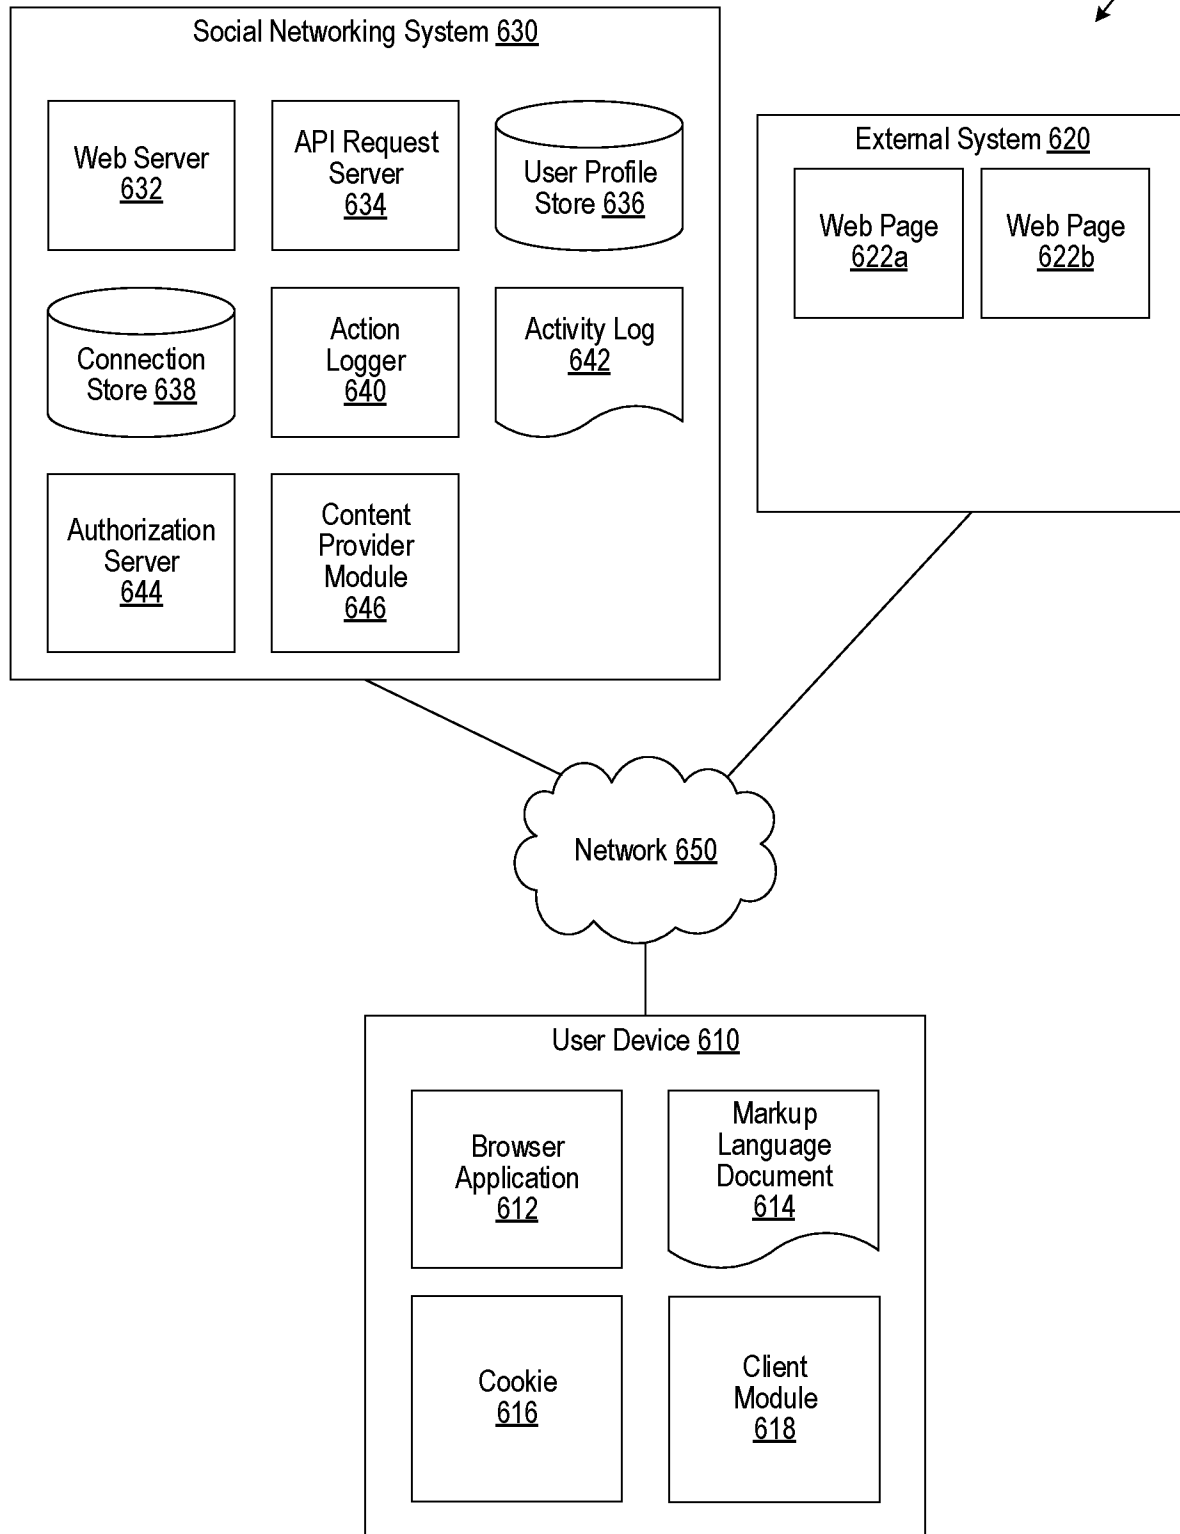 Social Networking System 630
Web Server
632
API Request
Server
634
User Profile
Store 636
Connection
Store 638
Action
Logger
640
Activity Log
642
Authorization
Server
644
Content
Provider
Module
646
External System 620
Web Page
622a
Web Page
622b
Network 650
User Device 610
Browser
Application
612
Markup
Language
Document
614
Cookie
616
Client
Module
618